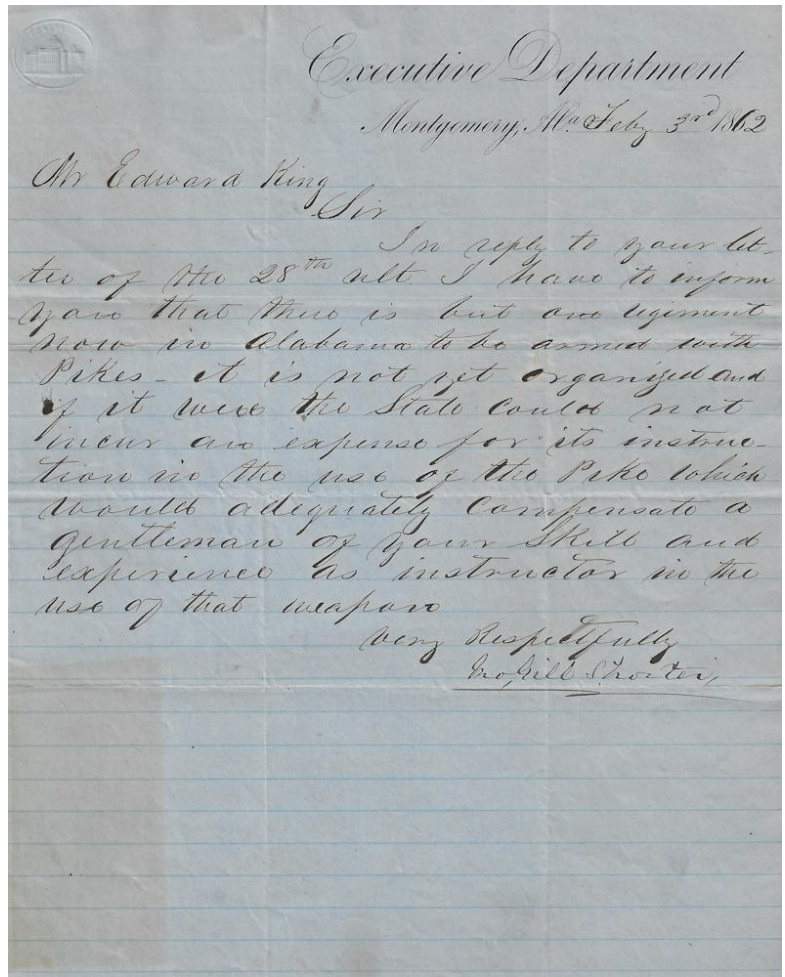 Executive Department
Montgomery, Ala. Feby 3rd 1862
Mr Edward King
Sir
In reply to your let-
ter of the 28th ult. I have to inform
you that there is but one regiment
now in Alabama to be armed with
Pikes - it is not yet organized and
if it were the State could not
incur an expense for its instruc-
tion in the use of the Pike which
would adequately compensate a
gentleman of your Skill and
experience as instructor in the
use of that weapon
Very Respectfully
Jno, Gill Shorter,